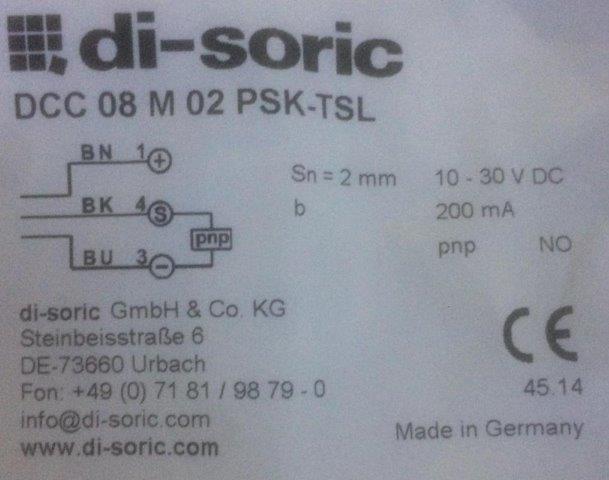 di-soric
DCC 08 M 02 PSK-TSL
BN 1 +
Sn = 2 mm 10 - 30 V DC
BK 4 S
b 200 mA
pnp
pnp NO
BU 3 −
di-soric GmbH & Co. KG
Steinbeisstraße 6
DE-73660 Urbach
CE
Fon: +49 (0) 71 81 / 98 79 - 0
45.14
info@di-soric.com
Made in Germany
www.di-soric.com